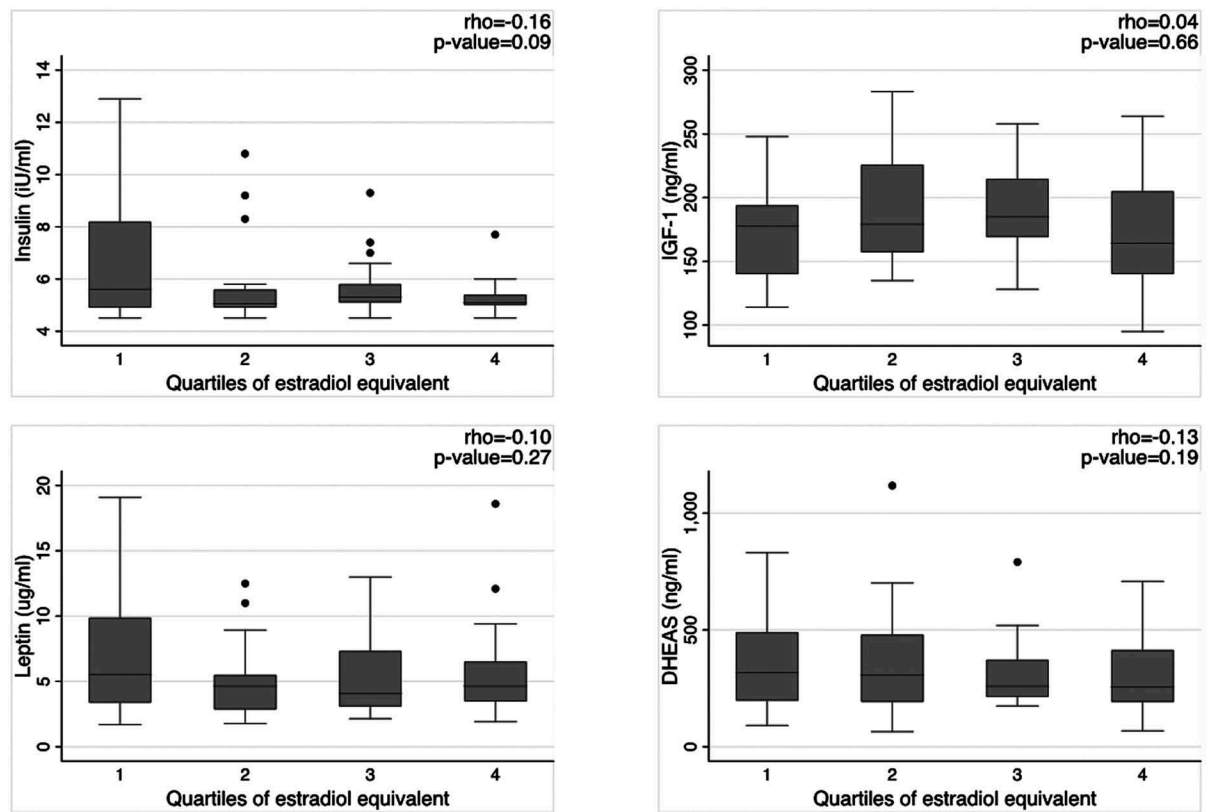 rho=-0.16
p-value=0.09
Insulin (iU/ml)
14
12
10
8
6
4
1 2 3 4
Quartiles of estradiol equivalent
rho=0.04
p-value=0.66
IGF-1 (ng/ml)
300
250
200
150
100
1 2 3 4
Quartiles of estradiol equivalent
rho=-0.10
p-value=0.27
Leptin (ug/ml)
20
15
10
5
0
1 2 3 4
Quartiles of estradiol equivalent
rho=-0.13
p-value=0.19
DHEAS (ng/ml)
1,000
500
0
1 2 3 4
Quartiles of estradiol equivalent